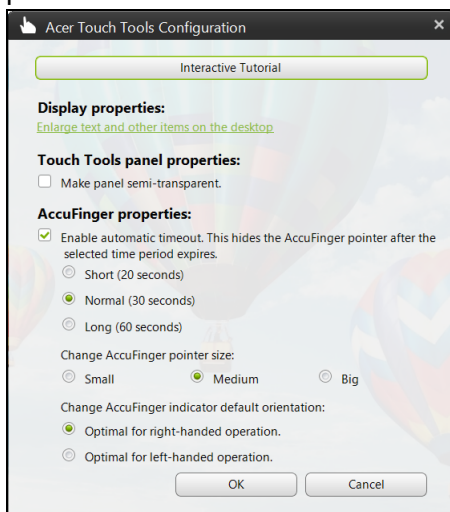 Acer Touch Tools Configuration
Interactive Tutorial
Display properties:
Enlarge text and other items on the desktop
Touch Tools panel properties:
Make panel semi-transparent.
AccuFinger properties:
Enable automatic timeout. This hides the AccuFinger pointer after the
selected time period expires.
Short (20 seconds)
Normal (30 seconds)
Long (60 seconds)
Change AccuFinger pointer size:
Small Medium Big
Change AccuFinger indicator default orientation:
Optimal for right-handed operation.
Optimal for left-handed operation.
OK Cancel